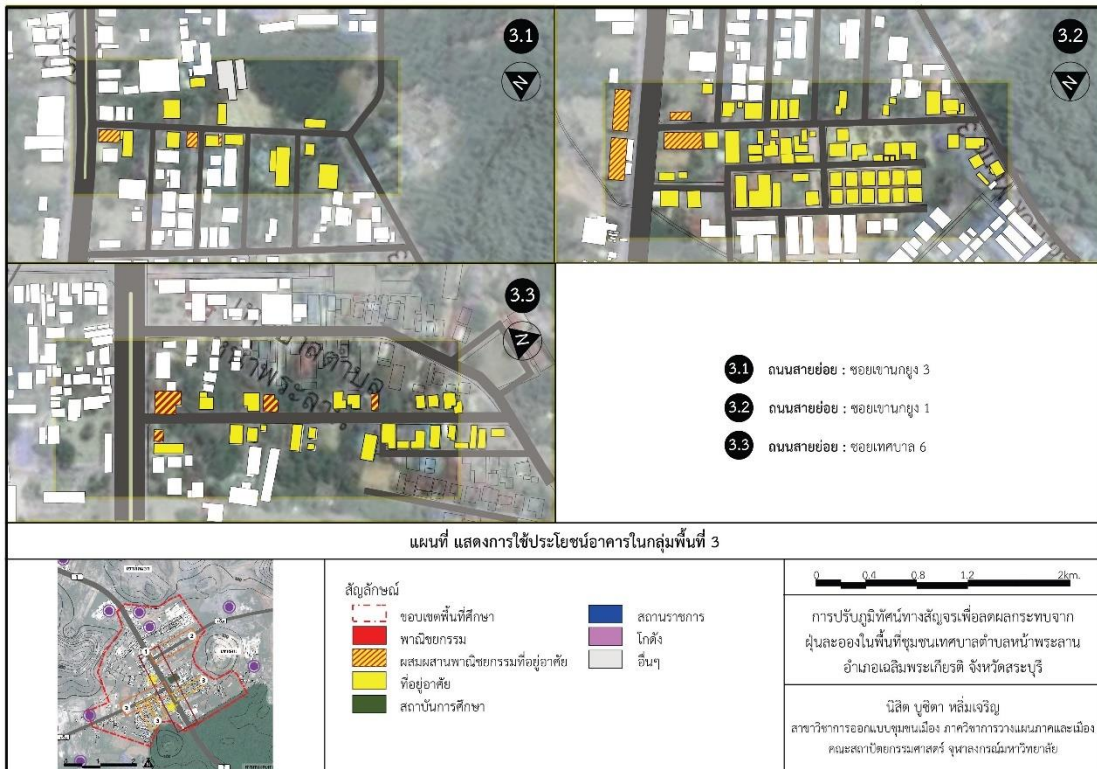 3.1
N
3.2
N
3.3
N
3.1 ถนนสายย่อย : ซอยเขานกยูง 3
3.2 ถนนสายย่อย : ซอยเขานกยูง 1
3.3 ถนนสายย่อย : ซอยเทศบาล 6
แผนที่ แสดงการใช้ประโยชน์อาคารในกลุ่มพื้นที่ 3
สัญลักษณ์
ขอบเขตพื้นที่ศึกษา
พาณิชยกรรม
ผสมผสานพาณิชยกรรมที่อยู่อาศัย
ที่อยู่อาศัย
สถาบันการศึกษา
สถานราชการ
โกดัง
อื่นๆ
0 0.4 0.8 1.2 2km.
การปรับภูมิทัศน์ทางสัญจรเพื่อลดผลกระทบจาก
ฝุ่นละอองในพื้นที่ชุมชนเทศบาลตำบลหน้าพระลาน
อำเภอเฉลิมพระเกียรติ จังหวัดสระบุรี
นิสิต บูชิตา หลิ่มเจริญ
สาขาวิชาการออกแบบชุมชนเมือง ภาควิชาการวางแผนภาคและเมือง
คณะสถาปัตยกรรมศาสตร์ จุฬาลงกรณ์มหาวิทยาลัย